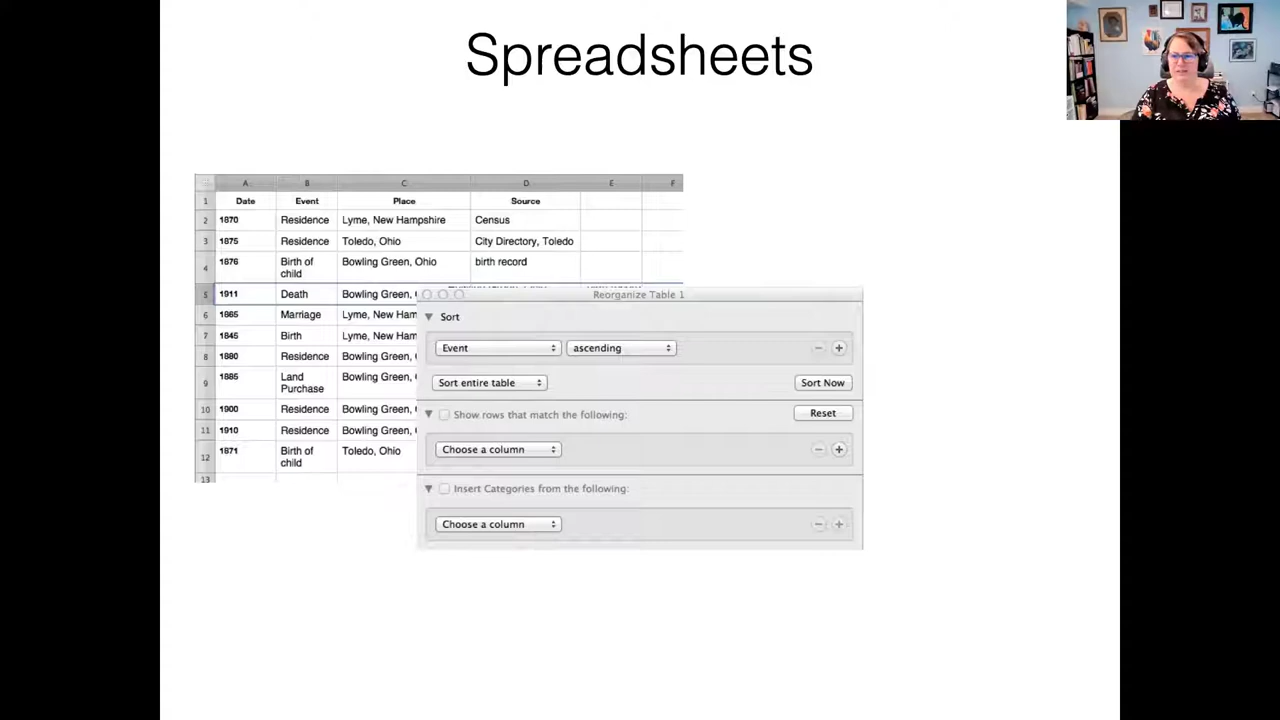 Spreadsheets
A B C D E F
1 Date Event Place Source
2 1870 Residence Lyme, New Hampshire Census
3 1875 Residence Toledo, Ohio City Directory, Toledo
4 1876 Birth of child Bowling Green, Ohio birth record
5 1911 Death Bowling Green,
6 1865 Marriage Lyme, New Ham
7 1845 Birth Lyme, New Ham
8 1880 Residence Bowling Green,
9 1885 Land Purchase Bowling Green,
10 1900 Residence Bowling Green,
11 1910 Residence Bowling Green,
12 1871 Birth of child Toledo, Ohio
13
Reorganize Table 1
Sort
Event ascending
Sort entire table Sort Now
Show rows that match the following: Reset
Choose a column
Insert Categories from the following:
Choose a column